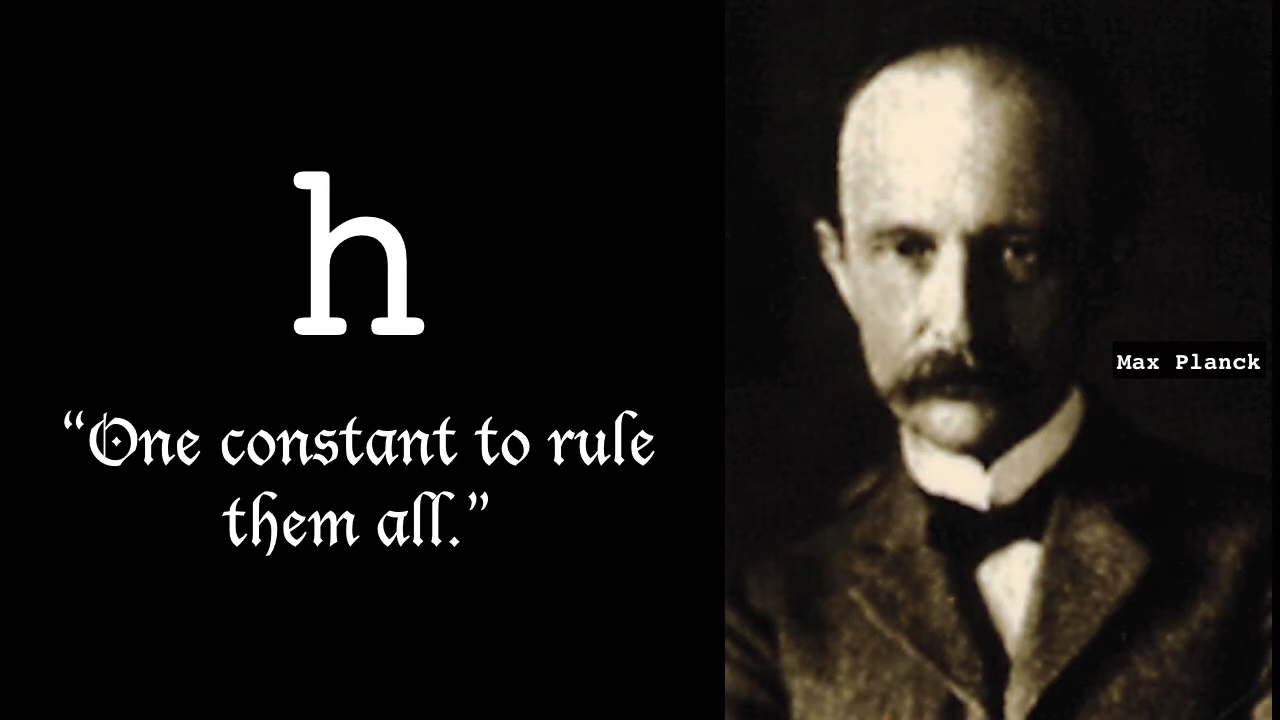 h
“One constant to rule
them all.”
Max Planck